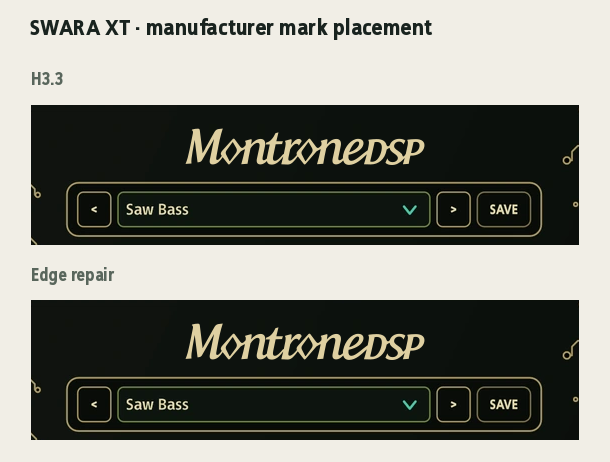 SWARA XT · manufacturer mark placement
H3.3
MontroneDSP
< Saw Bass > SAVE
Edge repair
MontroneDSP
< Saw Bass > SAVE